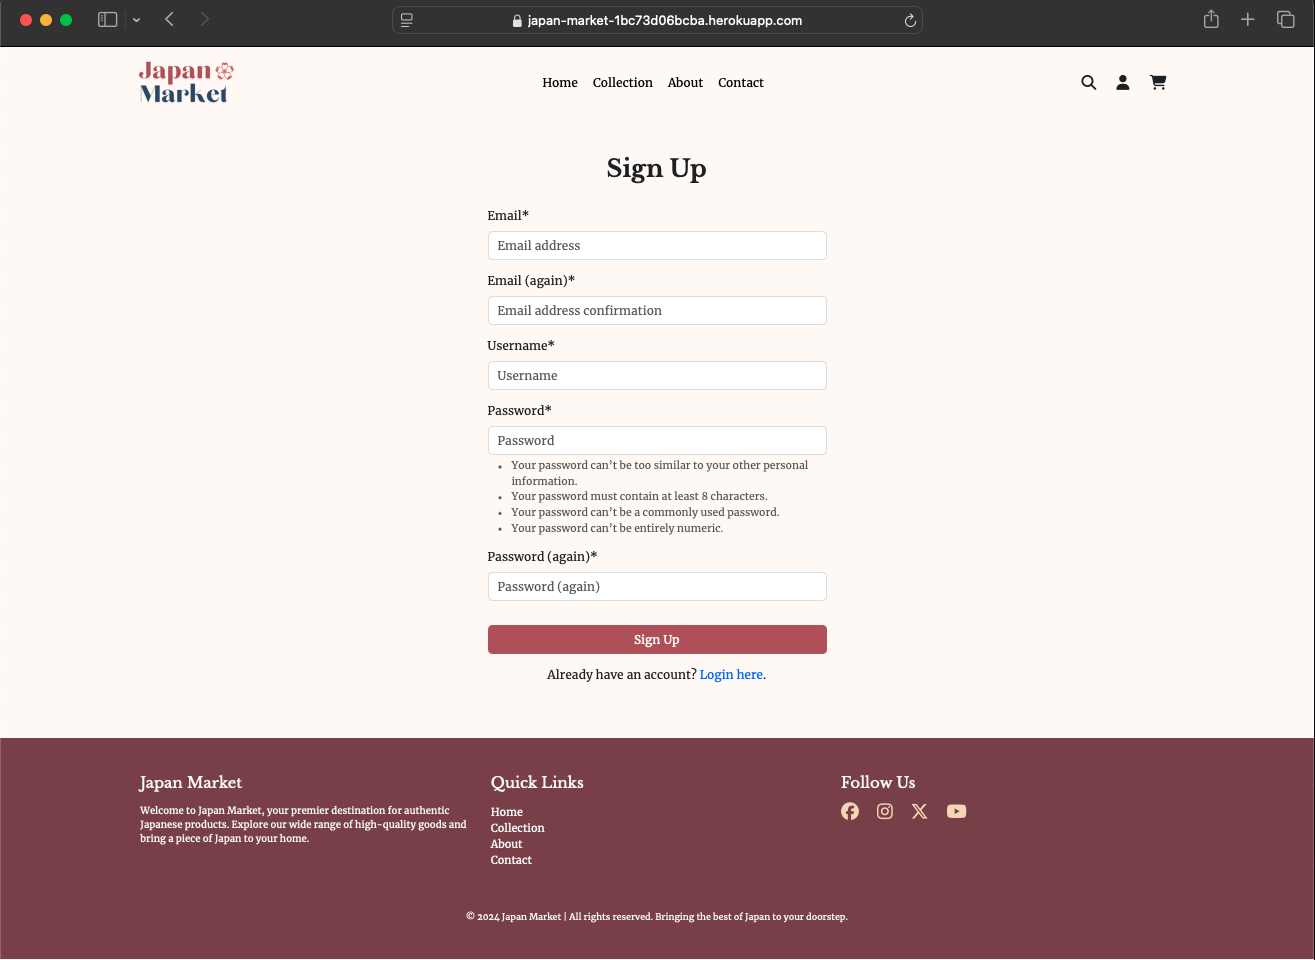 japan-market-1bc73d06bcba.herokuapp.com
Japan
Market
Home Collection About Contact
Sign Up
Email*
Email address
Email (again)*
Email address confirmation
Username*
Username
Password*
Password
• Your password can’t be too similar to your other personal
information.
• Your password must contain at least 8 characters.
• Your password can’t be a commonly used password.
• Your password can’t be entirely numeric.
Password (again)*
Password (again)
Sign Up
Already have an account? Login here.
Japan Market
Welcome to Japan Market, your premier destination for authentic
Japanese products. Explore our wide range of high-quality goods and
bring a piece of Japan to your home.
Quick Links
Home
Collection
About
Contact
Follow Us
© 2024 Japan Market | All rights reserved. Bringing the best of Japan to your doorstep.